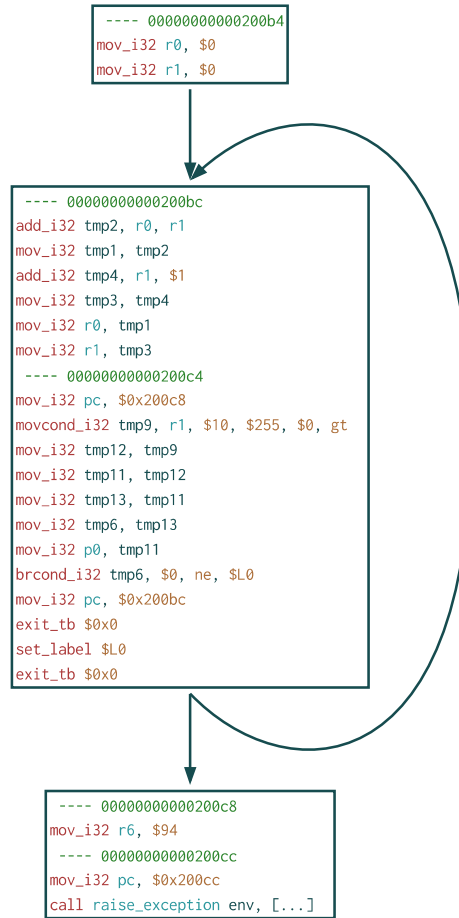 ---- 00000000000200b4
mov_i32 r0, $0
mov_i32 r1, $0
---- 00000000000200bc
add_i32 tmp2, r0, r1
mov_i32 tmp1, tmp2
add_i32 tmp4, r1, $1
mov_i32 tmp3, tmp4
mov_i32 r0, tmp1
mov_i32 r1, tmp3
---- 00000000000200c4
mov_i32 pc, $0x200c8
movcond_i32 tmp9, r1, $10, $255, $0, gt
mov_i32 tmp12, tmp9
mov_i32 tmp11, tmp12
mov_i32 tmp13, tmp11
mov_i32 tmp6, tmp13
mov_i32 p0, tmp11
brcond_i32 tmp6, $0, ne, $L0
mov_i32 pc, $0x200bc
exit_tb $0x0
set_label $L0
exit_tb $0x0
---- 00000000000200c8
mov_i32 r6, $94
---- 00000000000200cc
mov_i32 pc, $0x200cc
call raise_exception env, [...]